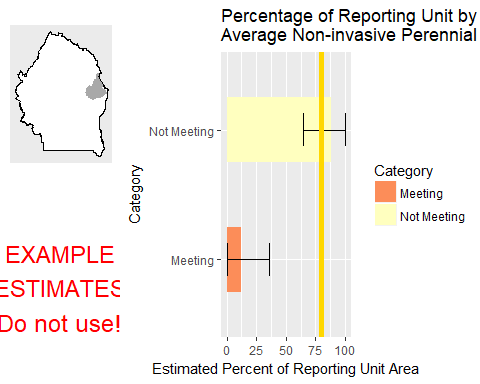 Percentage of Reporting Unit by
Average Non-invasive Perennial
Category
Not Meeting
Meeting
0 25 50 75 100
Estimated Percent of Reporting Unit Area
Category
Meeting
Not Meeting
EXAMPLE
ESTIMATES
Do not use!